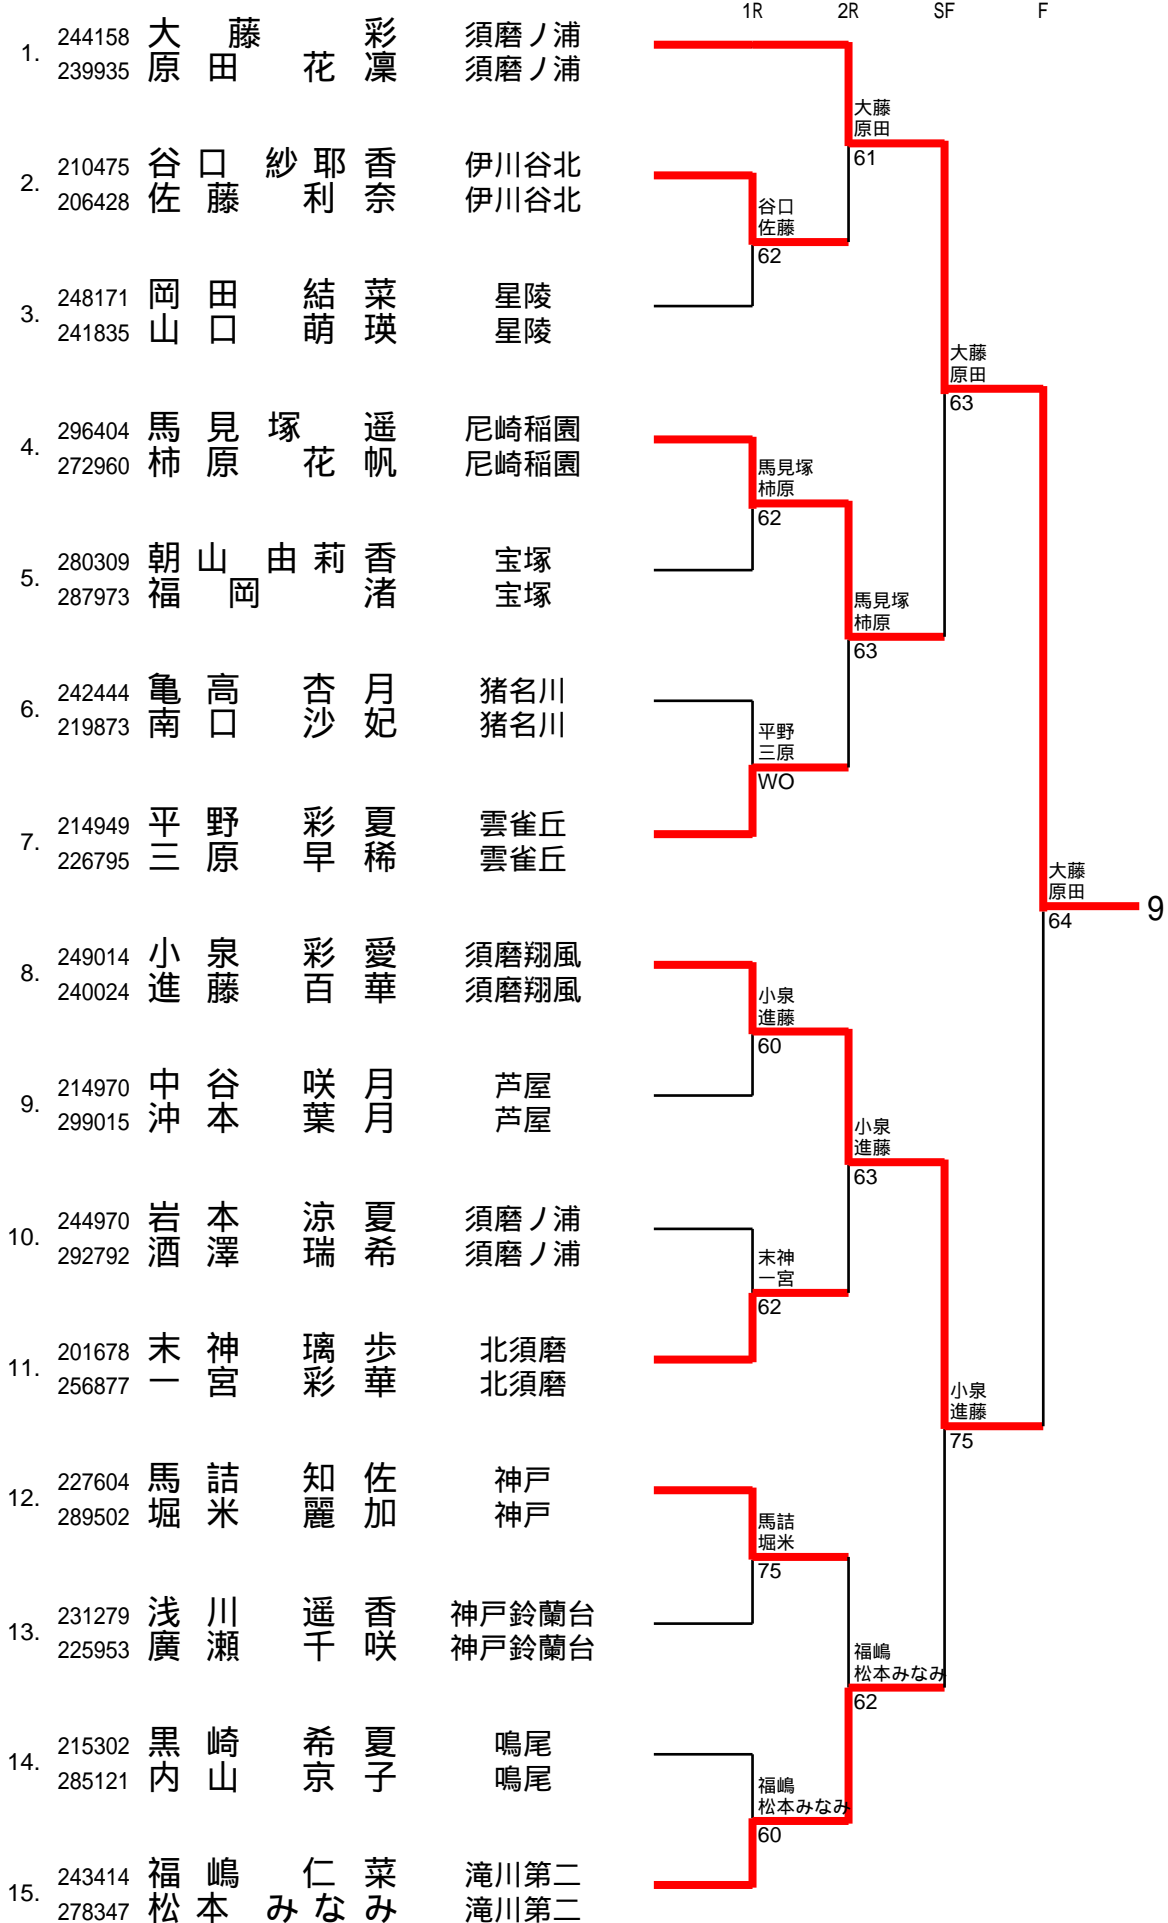 1R 2R SF F
1. 244158 大藤 彩 須磨ノ浦
239935 原田 花凜 須磨ノ浦
大藤
原田
61
2. 210475 谷口 紗耶香 伊川谷北
206428 佐藤 利奈 伊川谷北
谷口
佐藤
62
3. 248171 岡田 結菜 星陵
241835 山口 萌瑛 星陵
大藤
原田
63
4. 296404 馬見塚 遥 尼崎稲園
272960 柿原 花帆 尼崎稲園
馬見塚
柿原
62
5. 280309 朝山 由莉香 宝塚
287973 福岡 渚 宝塚
馬見塚
柿原
63
6. 242444 亀高 杏月 猪名川
219873 南口 沙妃 猪名川
平野
三原
WO
7. 214949 平野 彩夏 雲雀丘
226795 三原 早稀 雲雀丘
大藤
原田
64
9
8. 249014 小泉 彩愛 須磨翔風
240024 進藤 百華 須磨翔風
小泉
進藤
60
9. 214970 中谷 咲月 芦屋
299015 沖本 葉月 芦屋
小泉
進藤
63
10. 244970 岩本 涼夏 須磨ノ浦
292792 酒澤 瑞希 須磨ノ浦
末神
一宮
62
11. 201678 末神 璃歩 北須磨
256877 一宮 彩華 北須磨
小泉
進藤
75
12. 227604 馬詰 知佐 神戸
289502 堀米 麗加 神戸
馬詰
堀米
75
13. 231279 浅川 遥香 神戸鈴蘭台
225953 廣瀬 千咲 神戸鈴蘭台
福嶋
松本みなみ
62
14. 215302 黒崎 希夏 鳴尾
285121 内山 京子 鳴尾
福嶋
松本みなみ
60
15. 243414 福嶋 仁菜 滝川第二
278347 松本 みなみ 滝川第二